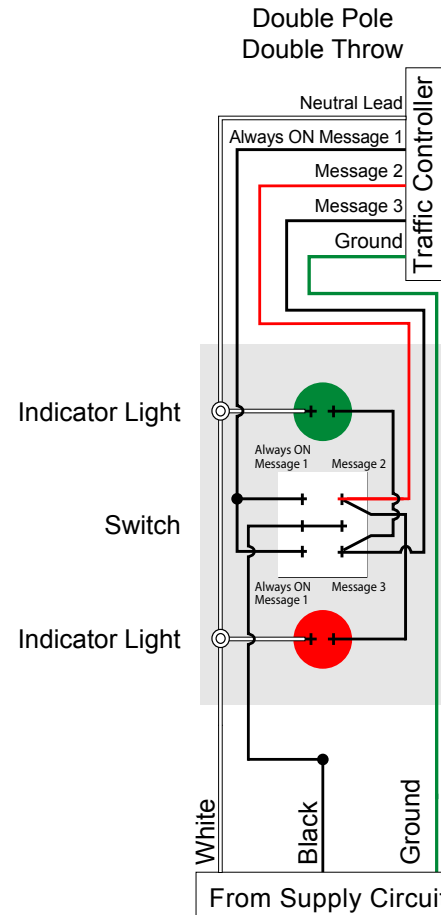 Double Pole
Double Throw
Neutral Lead
Always ON Message 1
Message 2
Message 3
Ground
Traffic Controller
Indicator Light
Always ON
Message 1
Message 2
Switch
Always ON
Message 1
Message 3
Indicator Light
White
Black
Ground
From Supply Circuit